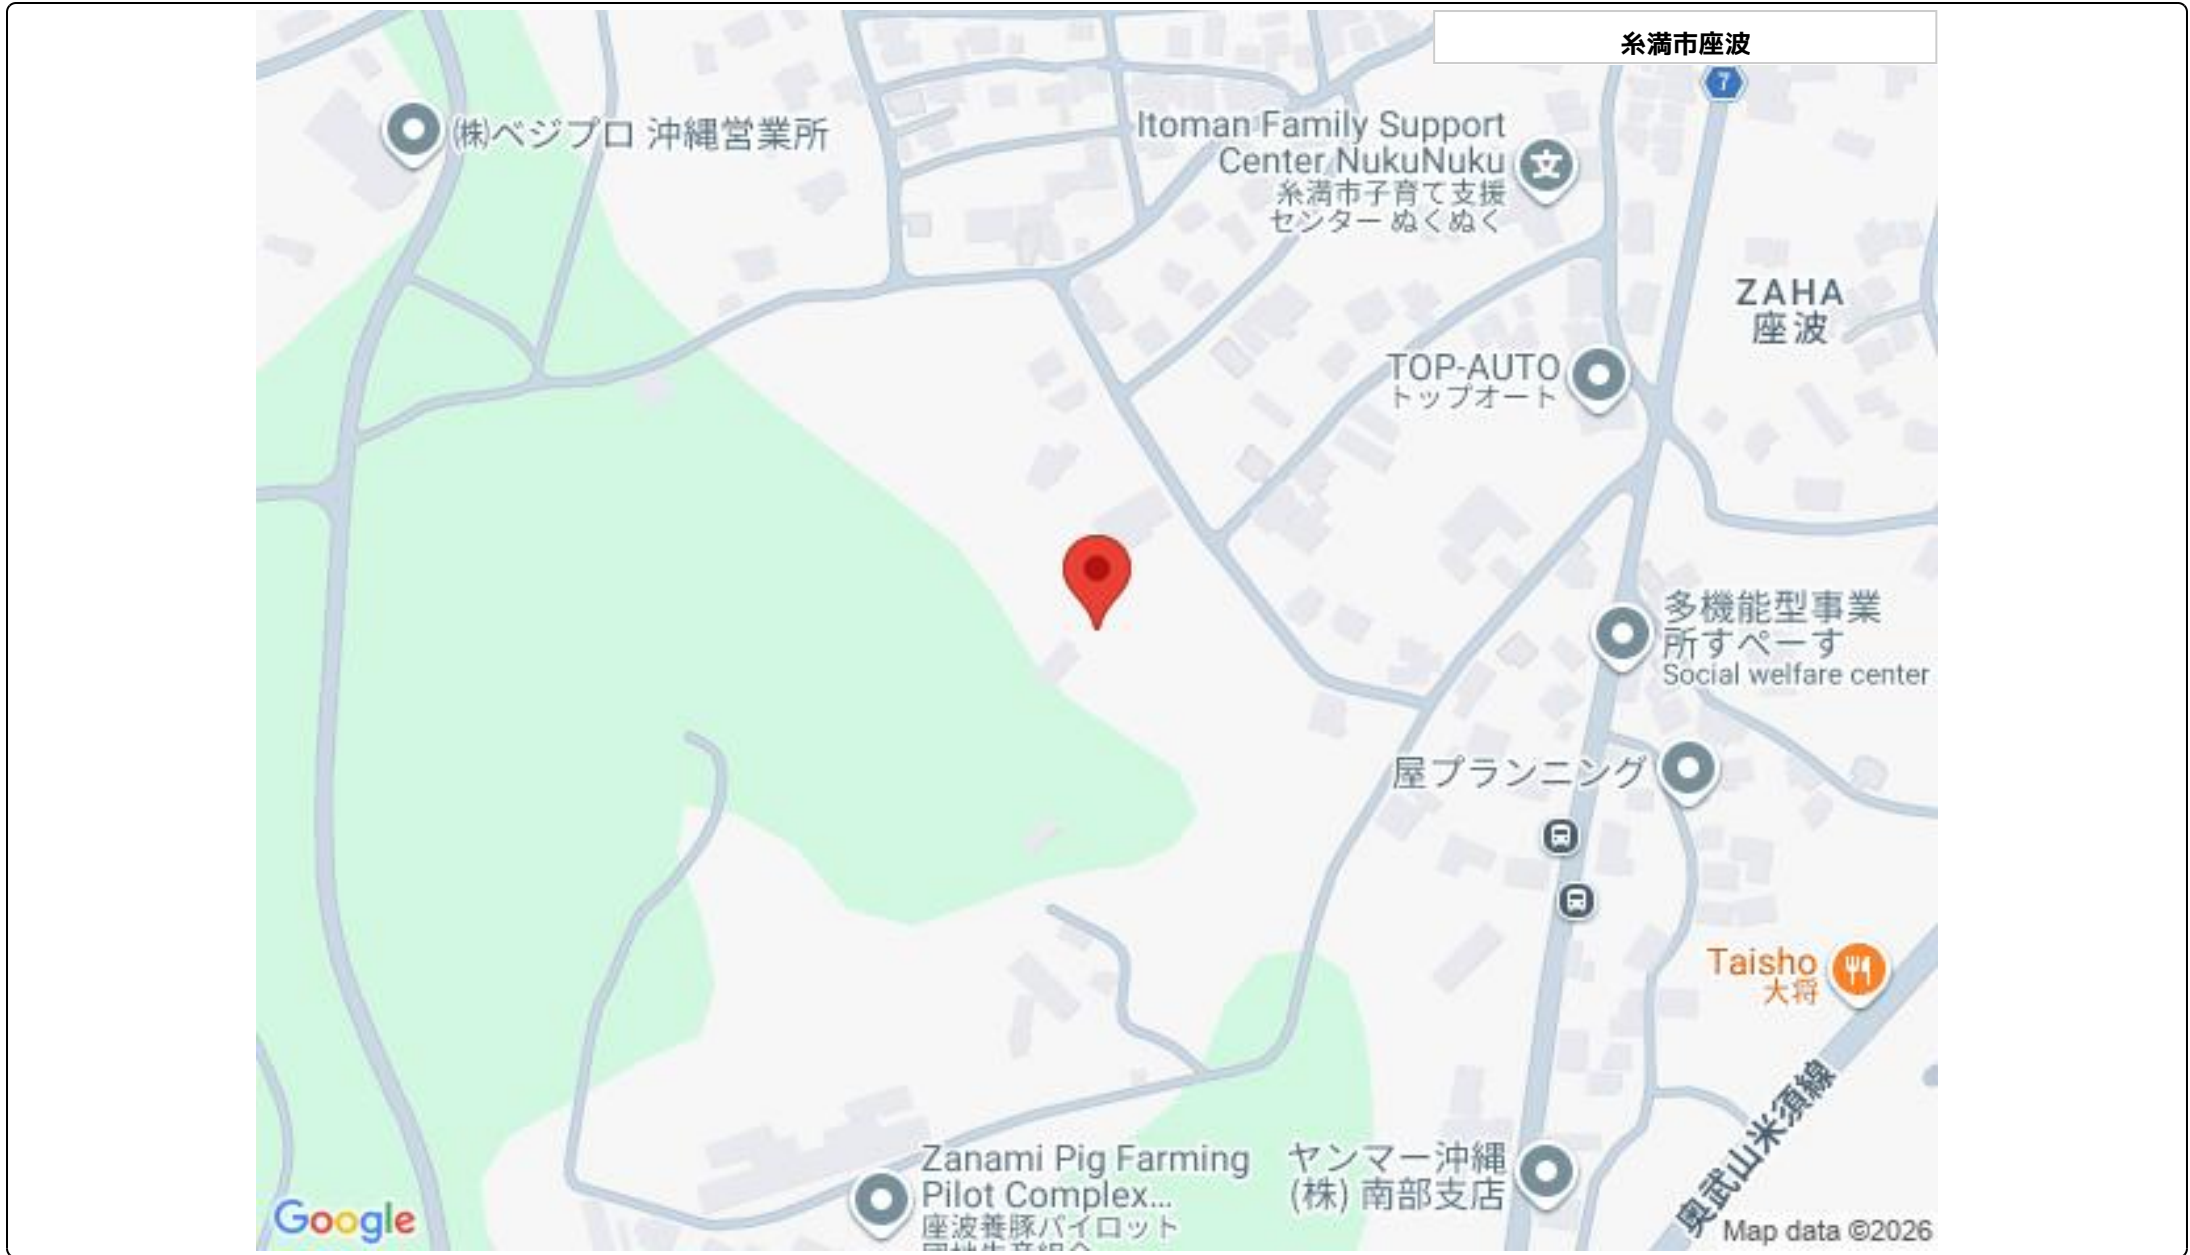 糸満市座波
7
㈱ベジプロ 沖縄営業所
Itoman Family Support
Center NukuNuku
糸満市子育て支援
センター ぬくぬく
ZAHA
座波
TOP-AUTO
トップオート
多機能型事業
所すぺーす
Social welfare center
屋プランニング
Taisho
大将
奥武山米須線
Zanami Pig Farming
Pilot Complex...
座波養豚パイロット
ヤンマー沖縄
(株) 南部支店
Google
Map data ©2026